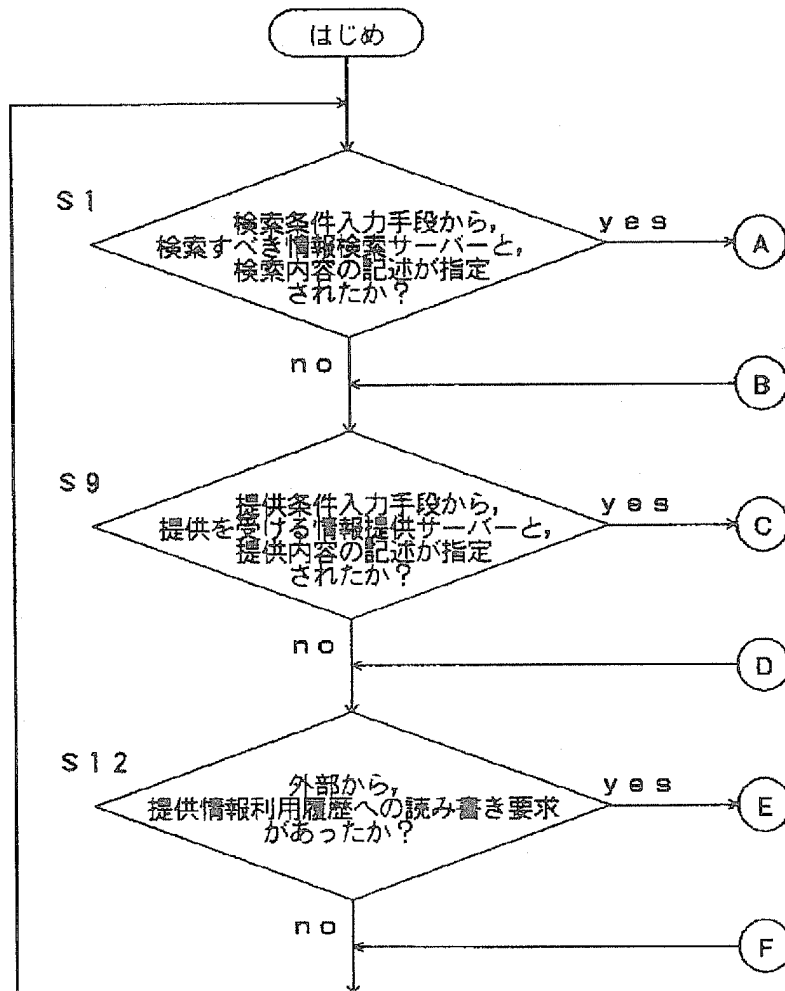 はじめ
S1
検索条件入力手段から,
検索すべき情報検索サーバーと,
検索内容の記述が指定
されたか?
yes
A
no
B
S9
提供条件入力手段から,
提供を受ける情報提供サーバーと,
提供内容の記述が指定
されたか?
yes
C
no
D
S12
外部から,
提供情報利用履歴への読み書き要求
があったか?
yes
E
no
F